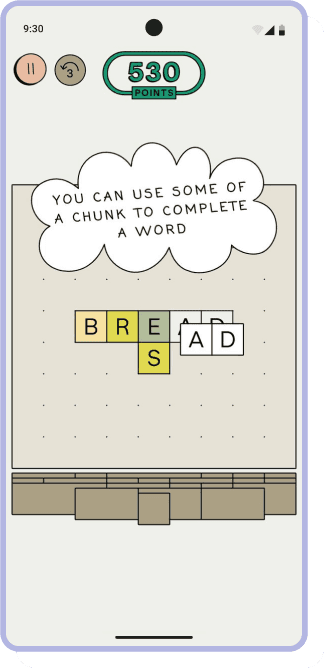 9:30
3
530
POINTS
YOU CAN USE SOME OF
A CHUNK TO COMPLETE
A WORD
B R E A D
A D
S